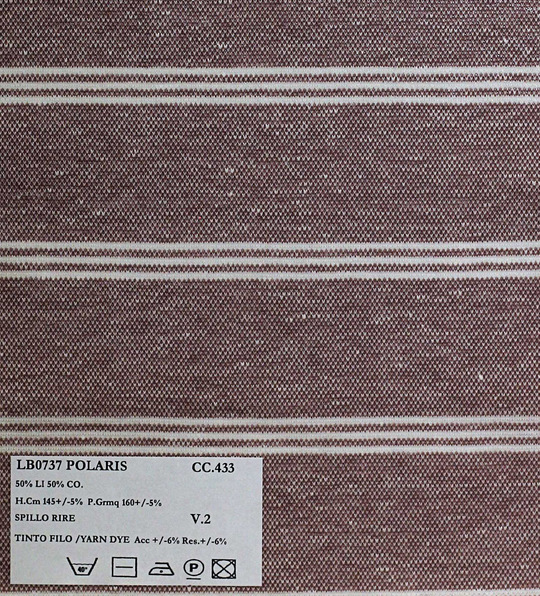 LB0737 POLARIS CC.433
50% LI 50% CO.
H.Cm 145+/-5% P.Grmq 160+/-5%
SPILLO RIRE V.2
TINTO FILO /YARN DYE Acc +/-6% Res.+/-6%
40° P